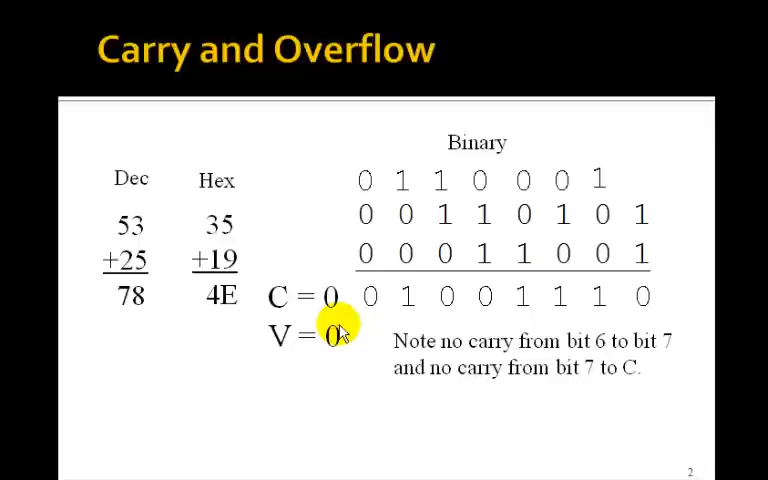 Carry and Overflow
Binary
Dec Hex 0 1 1 0 0 0 1
53 35 0 0 1 1 0 1 0 1
+25 +19 0 0 0 1 1 0 0 1
78 4E C = 0 0 1 0 0 1 1 1 0
V = 0
Note no carry from bit 6 to bit 7
and no carry from bit 7 to C.
2